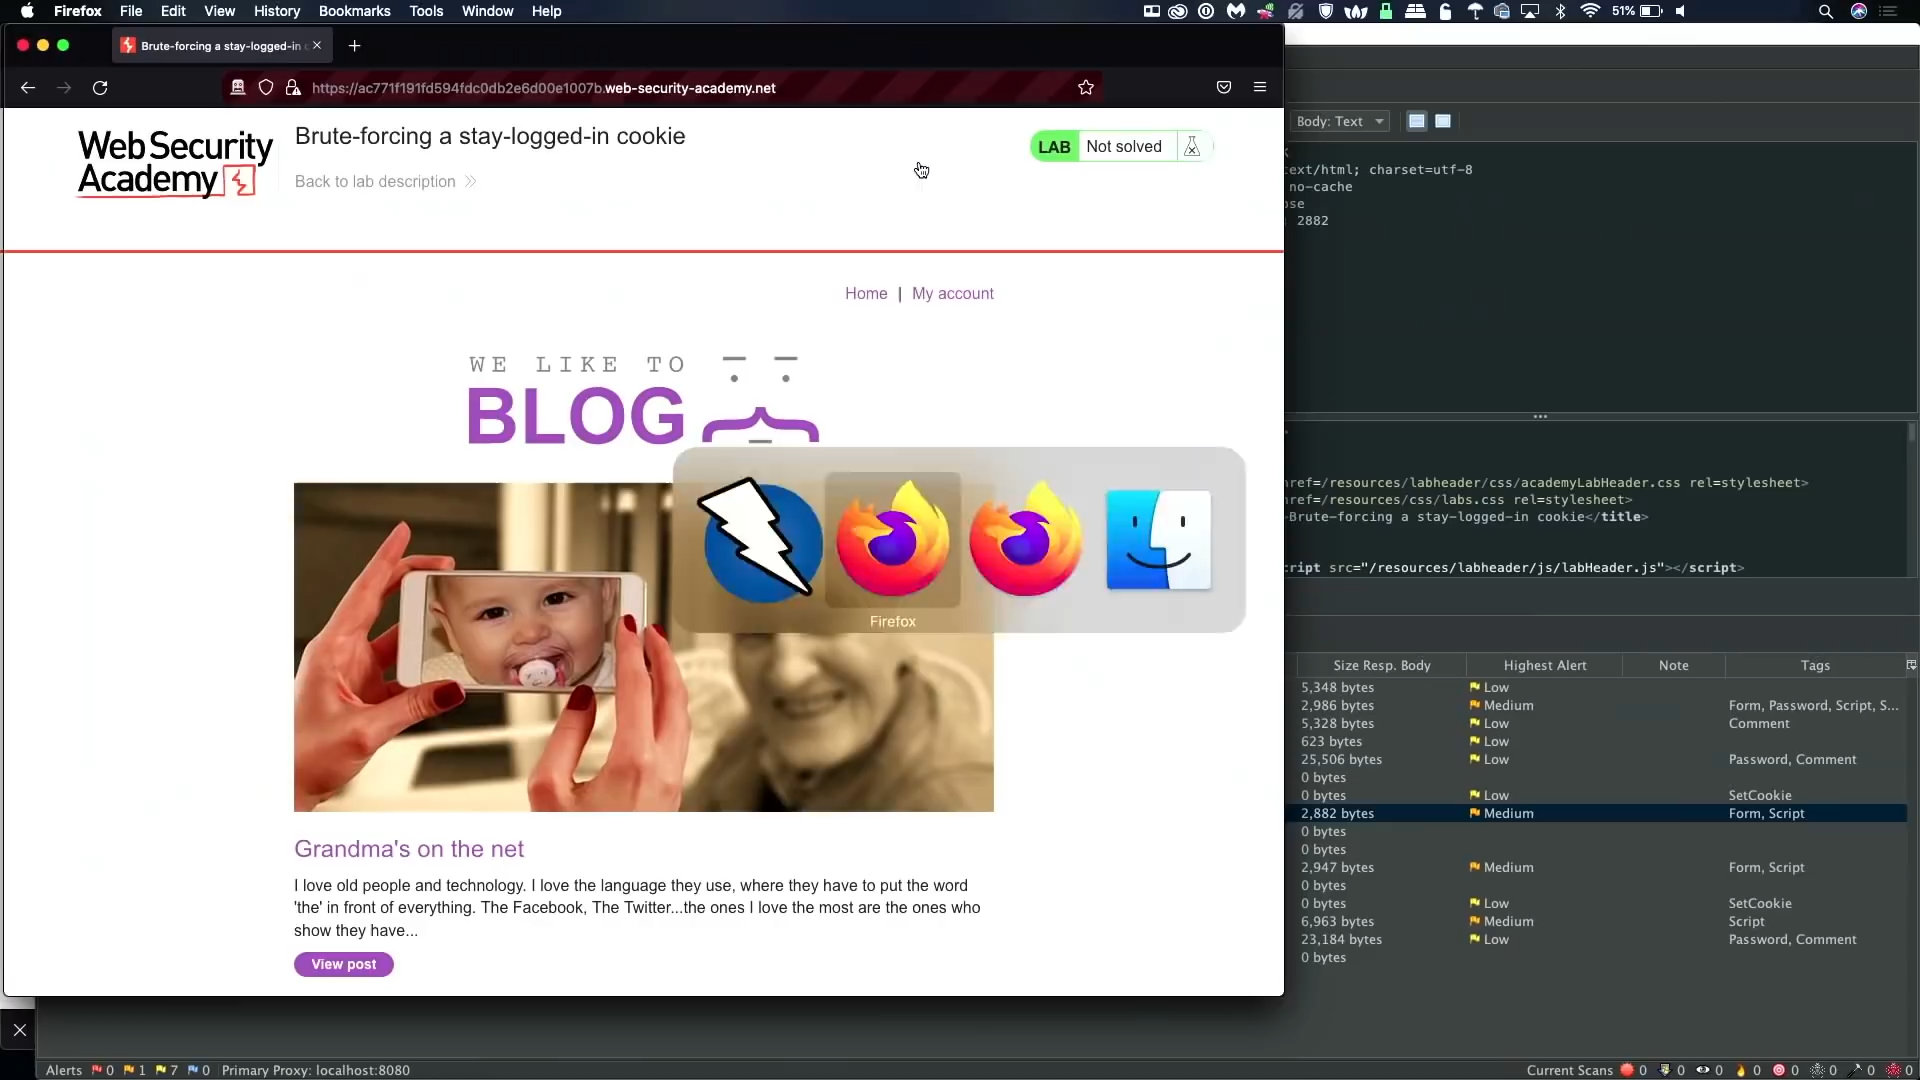 Firefox File Edit View History Bookmarks Tools Window Help
51%
Brute-forcing a stay-logged-in
https://ac771f191fd594fdc0db2e6d00e1007b.web-security-academy.net
Web Security
Academy
Brute-forcing a stay-logged-in cookie
Back to lab description
LAB Not solved
Home | My account
WE LIKE TO
BLOG
Firefox
Grandma's on the net
I love old people and technology. I love the language they use, where they have to put the word
'the' in front of everything. The Facebook, The Twitter...the ones I love the most are the ones who
show they have...
View post
Body: Text
text/html; charset=utf-8
no-cache
ose
: 2882
href=/resources/labheader/css/academyLabHeader.css rel=stylesheet>
href=/resources/css/labs.css rel=stylesheet>
Brute-forcing a stay-logged-in cookie</title>
cript src="/resources/labheader/js/labHeader.js"></script>
Size Resp. Body Highest Alert Note Tags
5,348 bytes Low
2,986 bytes Medium Form, Password, Script, S...
5,328 bytes Low Comment
623 bytes Low
25,506 bytes Low Password, Comment
0 bytes
0 bytes Low SetCookie
2,882 bytes Medium Form, Script
0 bytes
0 bytes
2,947 bytes Medium Form, Script
0 bytes
0 bytes Low SetCookie
6,963 bytes Medium Script
23,184 bytes Low Password, Comment
0 bytes
Alerts 0 1 7 0 Primary Proxy: localhost:8080
Current Scans 0 0 0 0 0 0 0 0